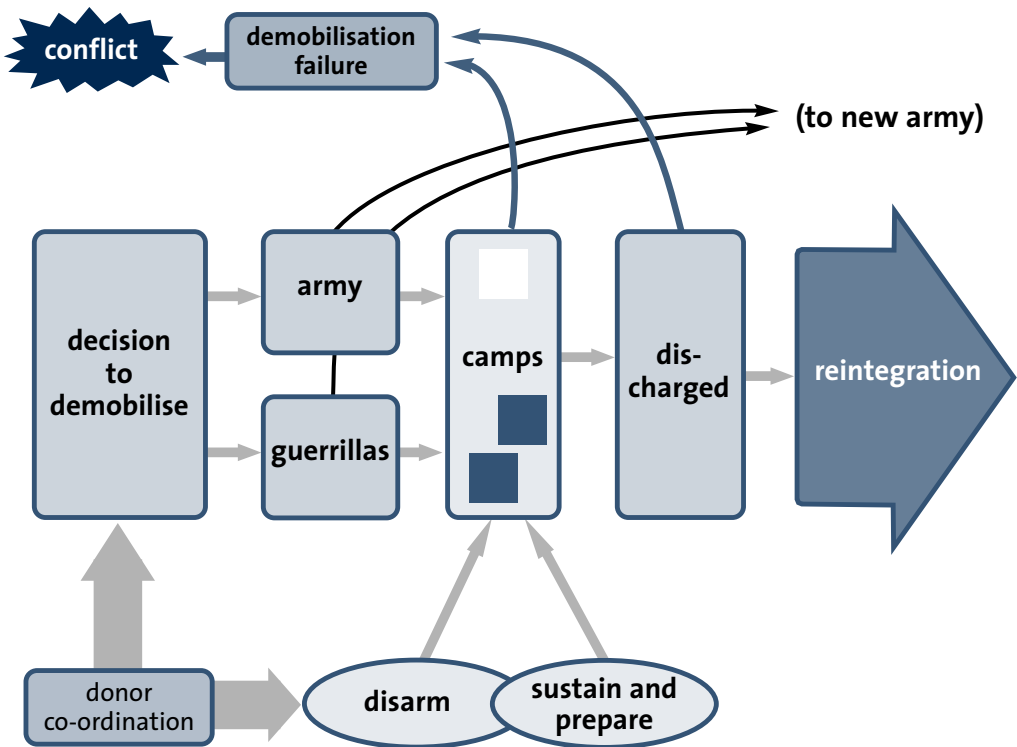 conflict
demobilisation
failure
(to new army)
decision
to
demobilise
army
guerrillas
camps
dis-
charged
reintegration
donor
co-ordination
disarm
sustain and
prepare